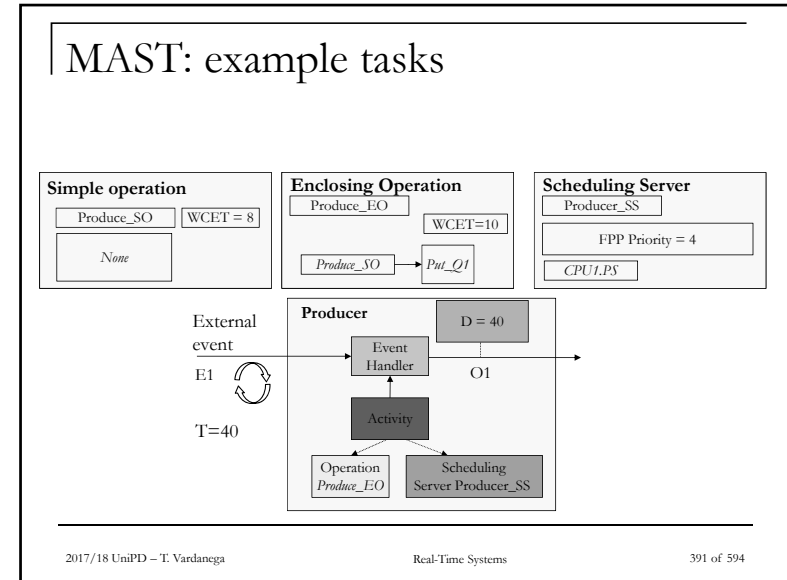 MAST: example tasks
Simple operation
Produce_SO
WCET = 8
None
Enclosing Operation
Produce_EO
WCET=10
Produce_SO
Put_Q1
Scheduling Server
Producer_SS
FPP Priority = 4
CPU1.PS
External
event
E1
T=40
Producer
D = 40
Event
Handler
O1
Activity
Operation
Produce_EO
Scheduling
Server Producer_SS
2017/18 UniPD – T. Vardanega
Real-Time Systems
391 of 594